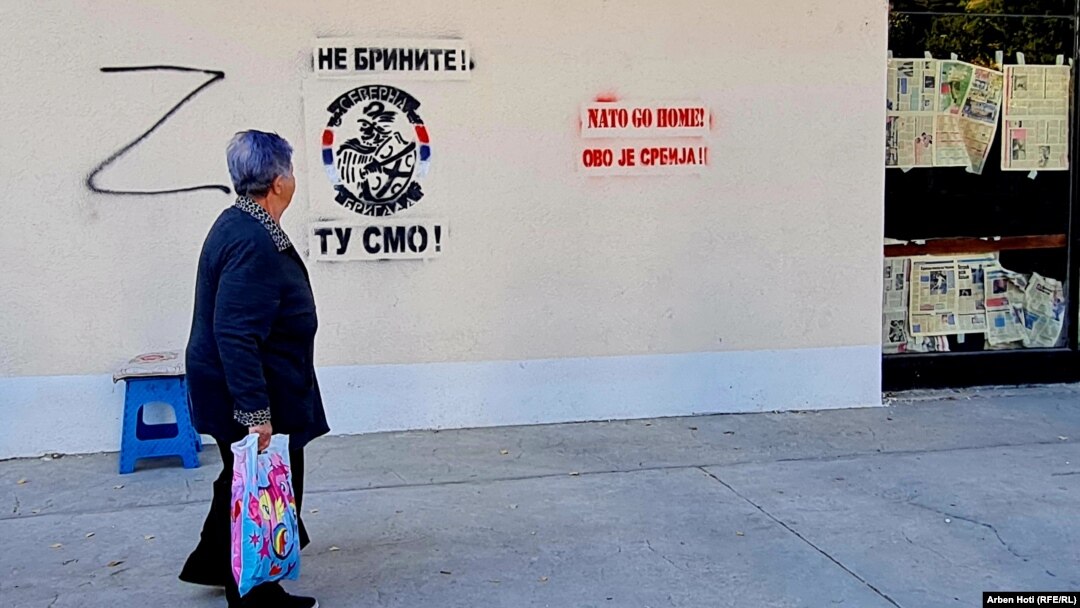 Z
НЕ БРИНИТЕ!
СЕВЕРНА
БРИГАДА
ТУ СМО!
NATO GO HOME!
ОВО ЈЕ СРБИЈА!!
Arben Hoti (RFE/RL)